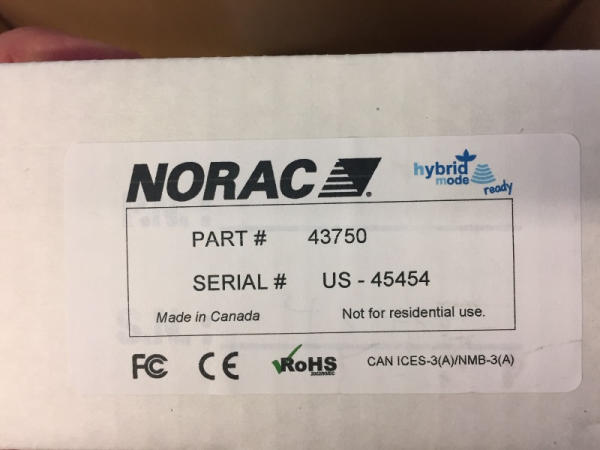 NORAC
hybrid
mode
ready
PART # 43750
SERIAL # US - 45454
Made in Canada Not for residential use.
FC CE RoHS CAN ICES-3(A)/NMB-3(A)